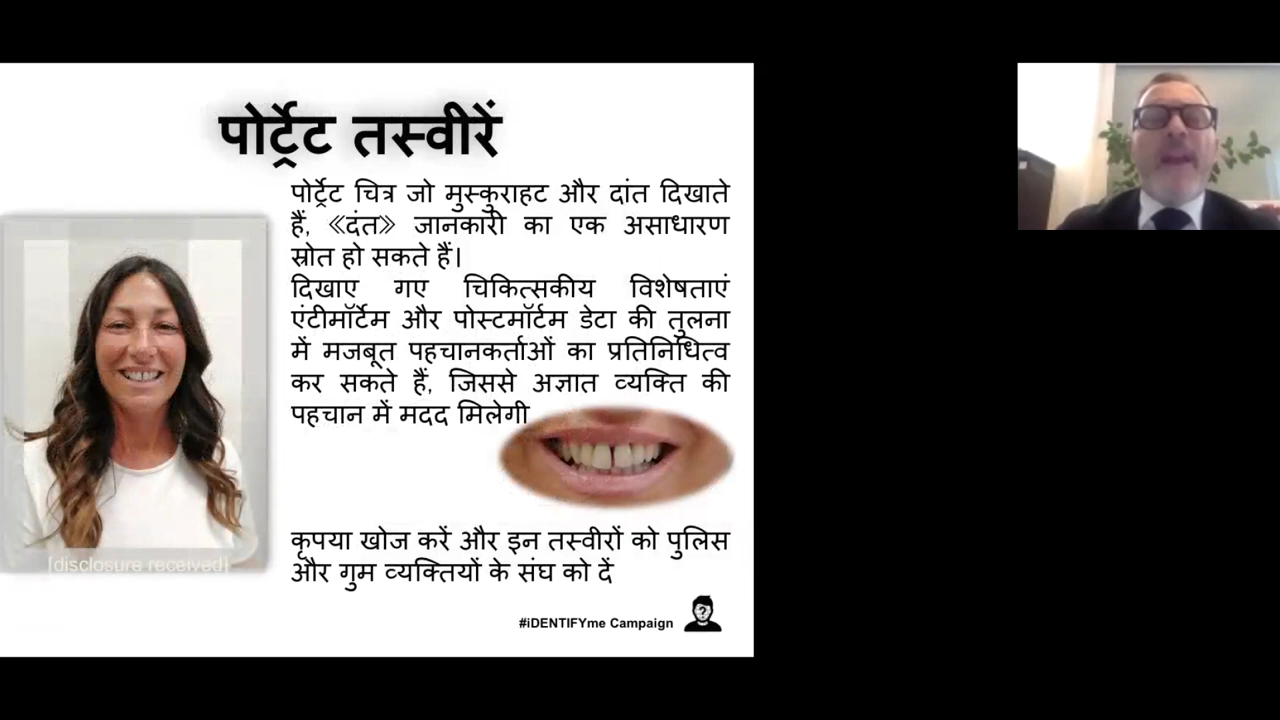 पोर्ट्रेट तस्वीरें
पोर्ट्रेट चित्र जो मुस्कुराहट और दांत दिखाते
हैं, ≪दंत≫ जानकारी का एक असाधारण
स्रोत हो सकते हैं।
दिखाए गए चिकित्सकीय विशेषताएं
एंटीमॉर्टेम और पोस्टमॉर्टम डेटा की तुलना
में मजबूत पहचानकर्ताओं का प्रतिनिधित्व
कर सकते हैं, जिससे अज्ञात व्यक्ति की
पहचान में मदद मिलेगी
[disclosure received]
कृपया खोज करें और इन तस्वीरों को पुलिस
और गुम व्यक्तियों के संघ को दें
#iDENTIFYme Campaign